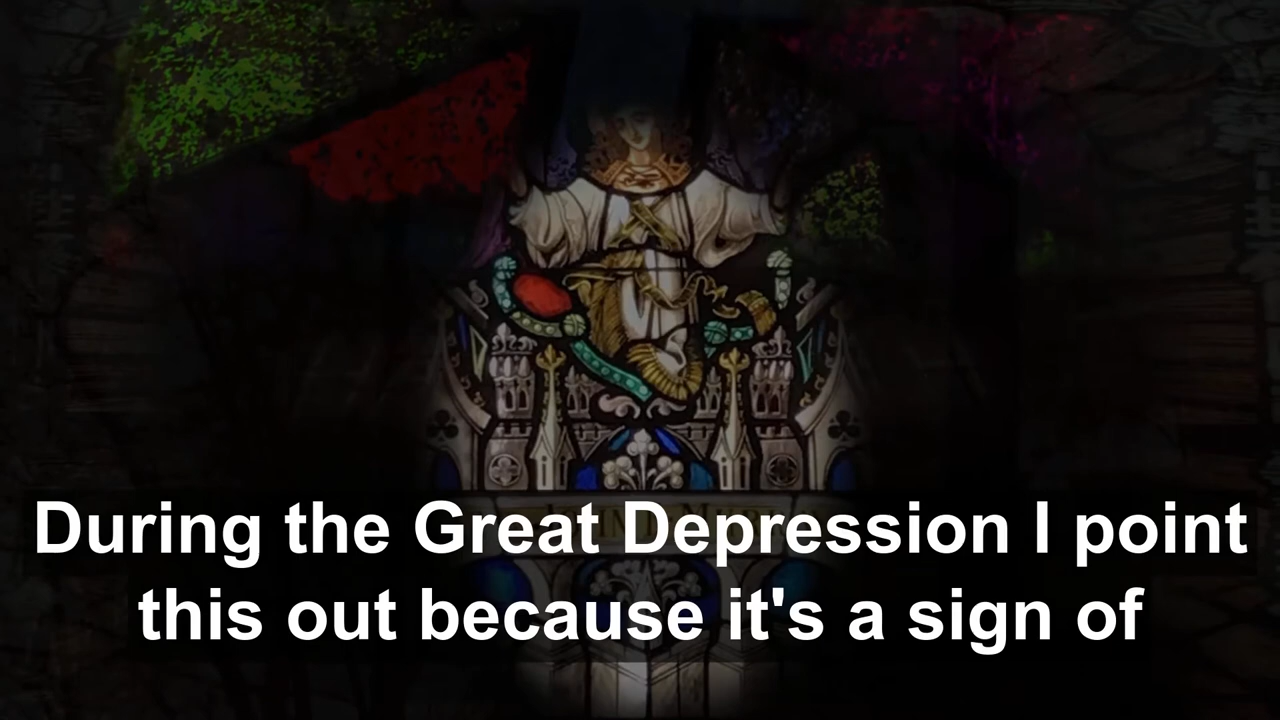 During the Great Depression I point
this out because it's a sign of